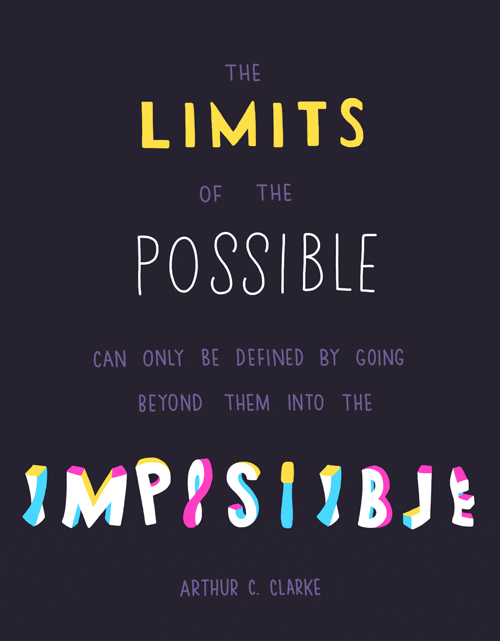 THE
LIMITS
OF THE
POSSIBLE
CAN ONLY BE DEFINED BY GOING
BEYOND THEM INTO THE
IMPOSSIBLE
ARTHUR C. CLARKE